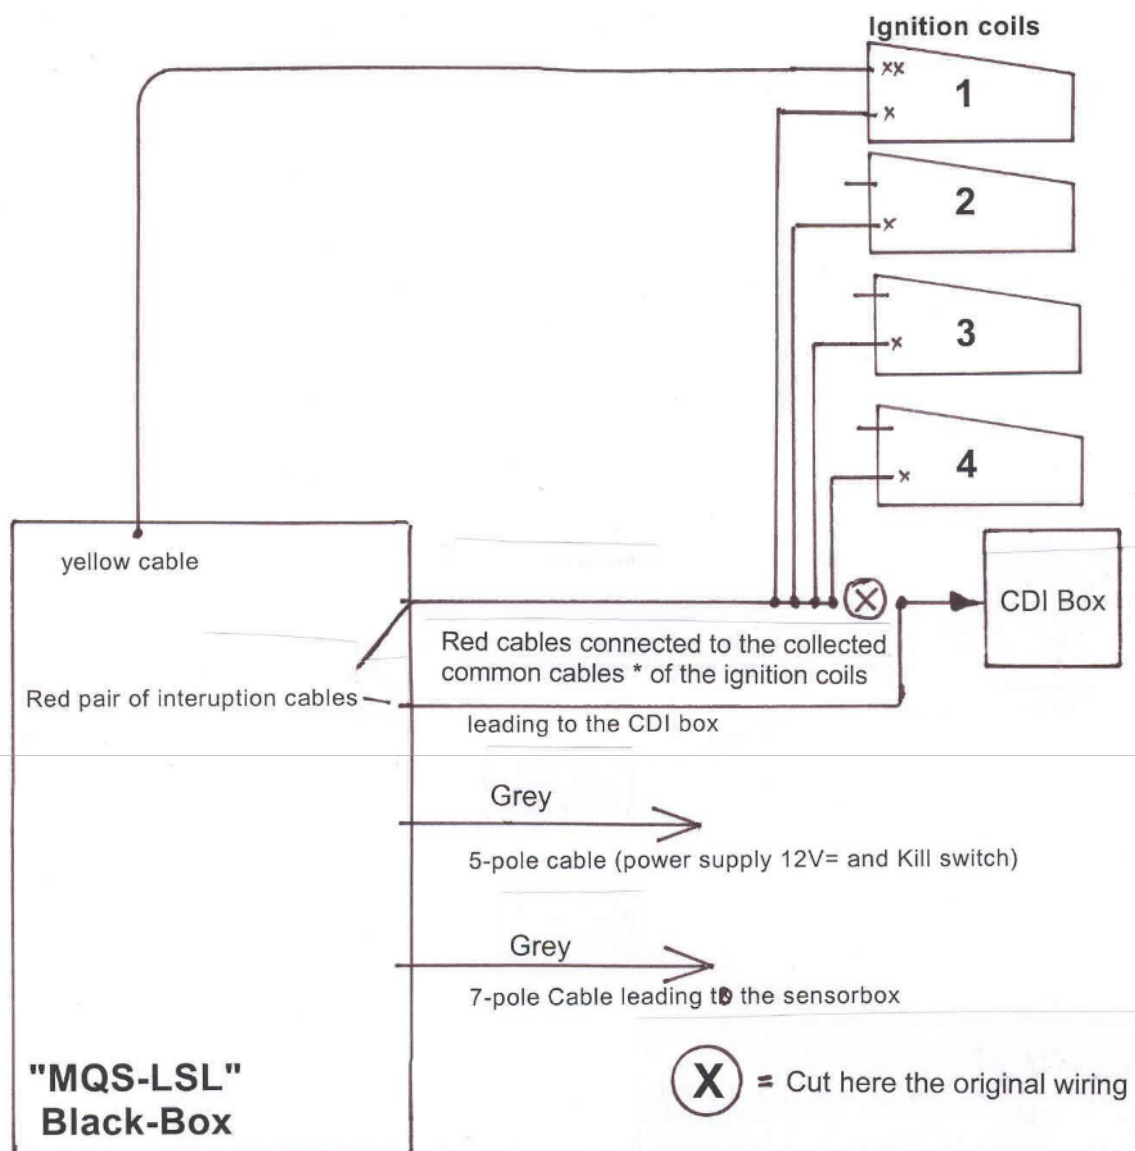 Ignition coils
xx
1
x
2
x
3
x
4
x
yellow cable
X
CDI Box
Red cables connected to the collected
common cables * of the ignition coils
Red pair of interuption cables
leading to the CDI box
Grey
5-pole cable (power supply 12V= and Kill switch)
Grey
7-pole Cable leading to the sensorbox
"MQS-LSL"
Black-Box
X = Cut here the original wiring